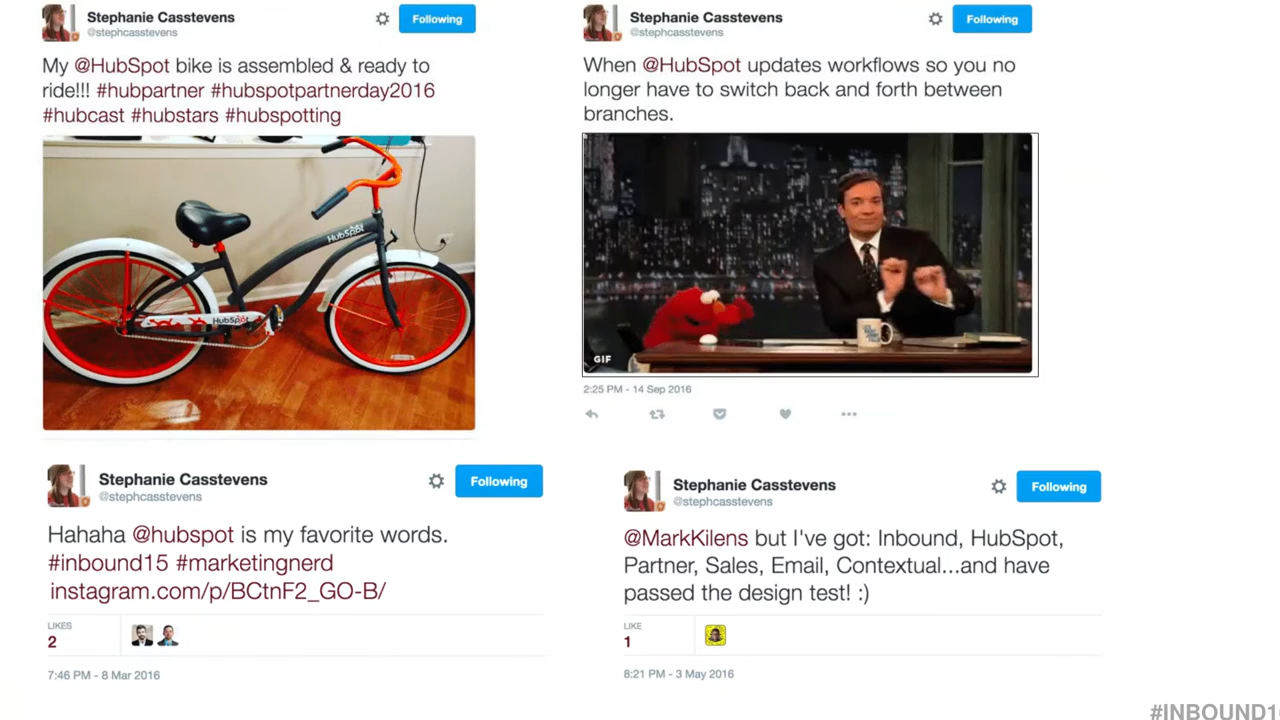 Stephanie Casstevens
@stephcasstevens
Following
My @HubSpot bike is assembled & ready to
ride!!! #hubpartner #hubspotpartnerday2016
#hubcast #hubstars #hubspotting
HubSpot
HubSpot
Stephanie Casstevens
@stephcasstevens
Following
When @HubSpot updates workflows so you no
longer have to switch back and forth between
branches.
GIF
2:25 PM - 14 Sep 2016
Stephanie Casstevens
@stephcasstevens
Following
Hahaha @hubspot is my favorite words.
#inbound15 #marketingnerd
instagram.com/p/BCtnF2_GO-B/
LIKES
2
7:46 PM - 8 Mar 2016
Stephanie Casstevens
@stephcasstevens
Following
@MarkKilens but I've got: Inbound, HubSpot,
Partner, Sales, Email, Contextual...and have
passed the design test! :)
LIKE
1
8:21 PM - 3 May 2016